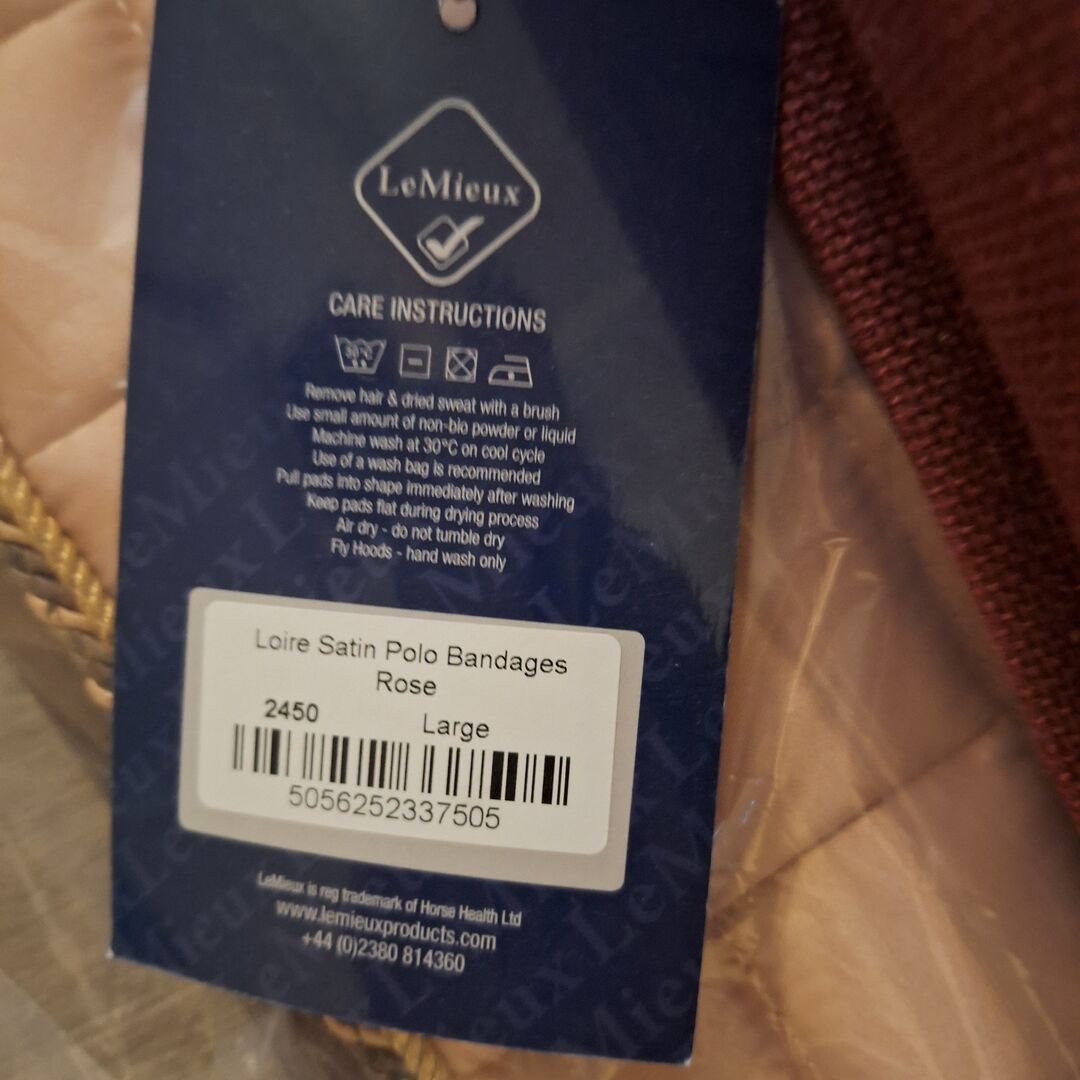 LeMieux
CARE INSTRUCTIONS
30°
Remove hair & dried sweat with a brush
Use small amount of non-bio powder or liquid
Machine wash at 30°C on cool cycle
Use of a wash bag is recommended
Pull pads into shape immediately after washing
Keep pads flat during drying process
Air dry - do not tumble dry
Fly Hoods - hand wash only
Loire Satin Polo Bandages
Rose
2450 Large
5056252337505
LeMieux is reg trademark of Horse Health Ltd
www.lemieuxproducts.com
+44 (0)2380 814360